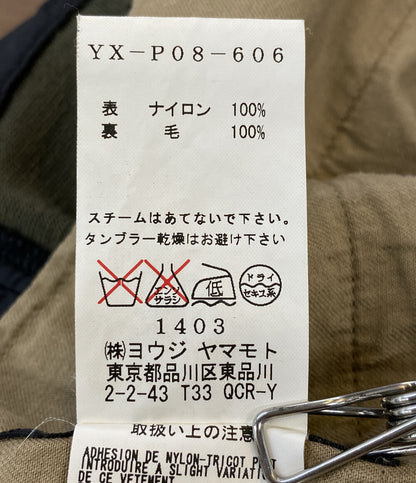 YX-P08-606
表 ナイロン 100%
裏 毛 100%
スチームはあてないで下さい。
タンブラー乾燥はお避け下さい
エンソ サラシ 低 ドライ セキユ系
1403
㈱ヨウジ ヤマモト
東京都品川区東品川
2-2-43 T33 QCR-Y
取扱い上の注意
ADHESION DE NYLON-TRICOT PEUT
INTRODUIRE A SLIGHT VARIATION
DE CE VETEMENT